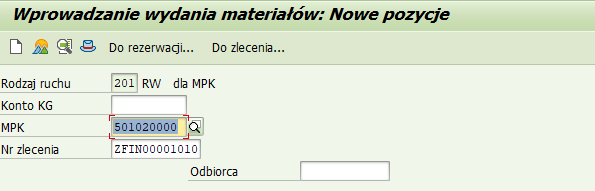 Wprowadzanie wydania materiałów: Nowe pozycje
Do rezerwacji... Do zlecenia...
Rodzaj ruchu 201 RW dla MPK
Konto KG
MPK 501020000
Nr zlecenia ZFIN00001010
Odbiorca